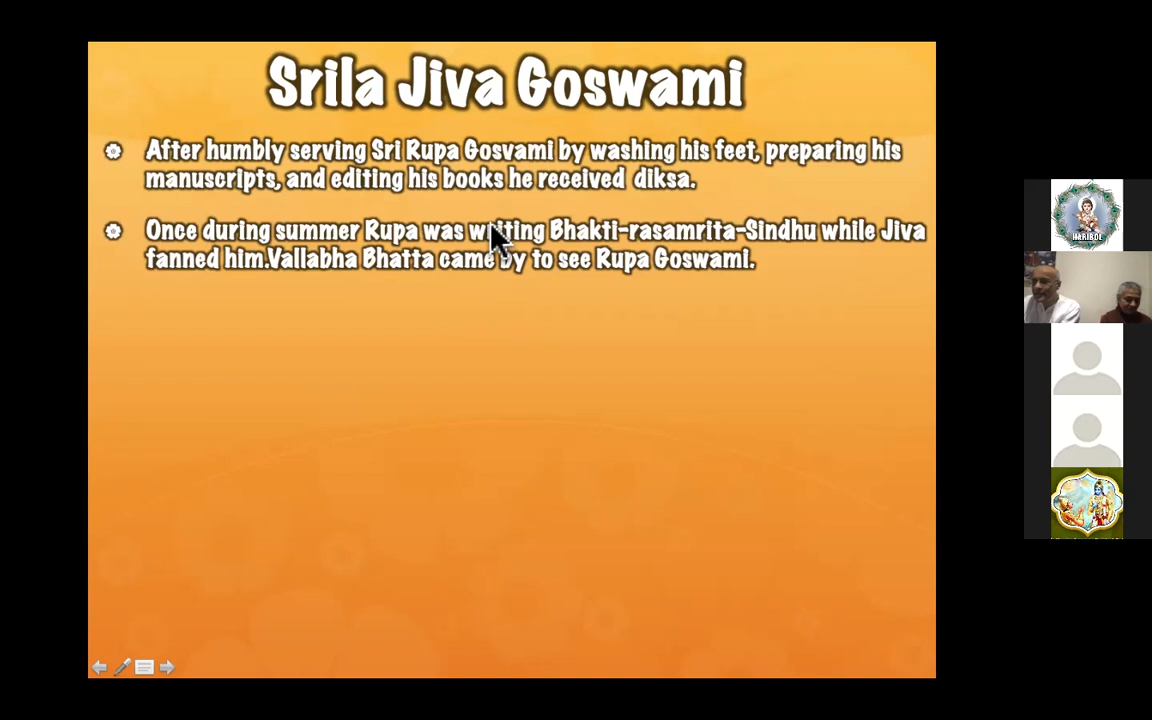 Srila Jiva Goswami
After humbly serving Sri Rupa Gosvami by washing his feet, preparing his
manuscripts, and editing his books he received diksa.
Once during summer Rupa was writing Bhakti-rasamrita-Sindhu while Jiva
fanned him.Vallabha Bhatta came by to see Rupa Goswami.
HARIBOL